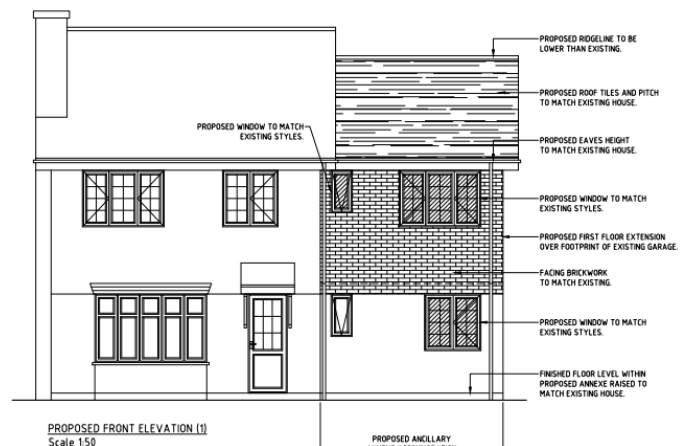 PROPOSED RIDGELINE TO BE
LOWER THAN EXISTING.
PROPOSED ROOF TILES AND PITCH
TO MATCH EXISTING HOUSE.
PROPOSED WINDOW TO MATCH
EXISTING STYLES.
PROPOSED EAVES HEIGHT
TO MATCH EXISTING HOUSE.
PROPOSED WINDOW TO MATCH
EXISTING STYLES.
PROPOSED FIRST FLOOR EXTENSION
OVER FOOTPRINT OF EXISTING GARAGE.
FACING BRICKWORK
TO MATCH EXISTING.
PROPOSED WINDOW TO MATCH
EXISTING STYLES.
FINISHED FLOOR LEVEL WITHIN
PROPOSED ANNEXE RAISED TO
MATCH EXISTING HOUSE.
PROPOSED FRONT ELEVATION (1)
Scale 1:50
PROPOSED ANCILLARY